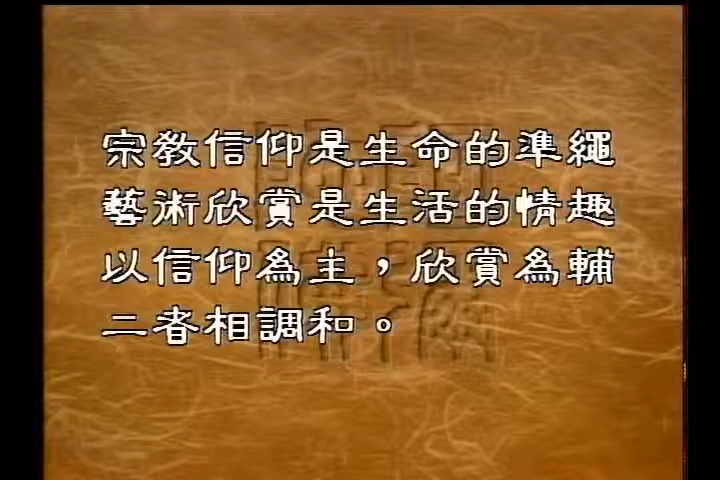 宗教信仰是生命的準繩
藝術欣賞是生活的情趣
以信仰為主，欣賞為輔
二者相調和。